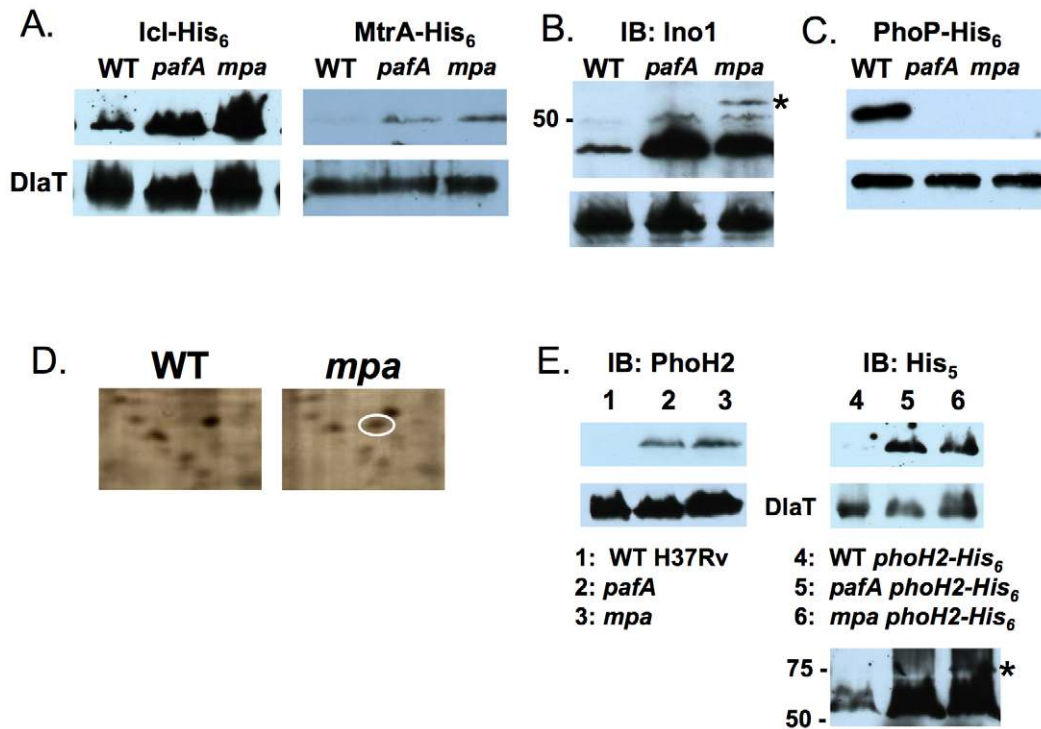 A.
Icl-His6
WT pafA mpa
MtrA-His6
WT pafA mpa
DlaT
B. IB: Ino1
WT pafA mpa
50 -
*
C. PhoP-His6
WT pafA mpa
D. WT mpa
E.
IB: PhoH2
1 2 3
IB: His5
4 5 6
DlaT
1: WT H37Rv
2: pafA
3: mpa
4: WT phoH2-His6
5: pafA phoH2-His6
6: mpa phoH2-His6
75 -
*
50 -